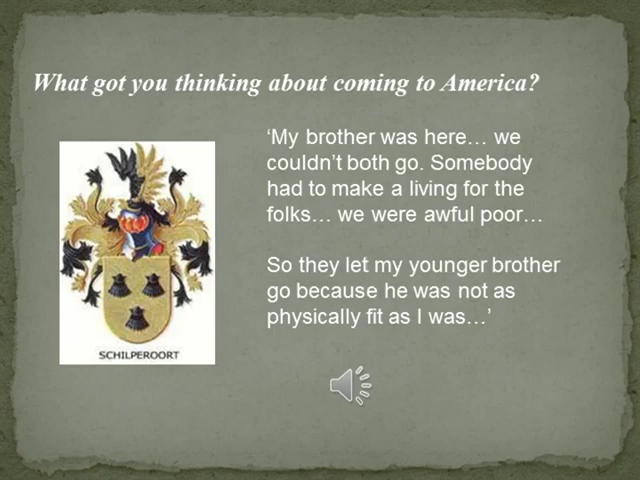 What got you thinking about coming to America?
‘My brother was here… we
couldn’t both go. Somebody
had to make a living for the
folks… we were awful poor…
So they let my younger brother
go because he was not as
physically fit as I was…’
SCHILPEROORT